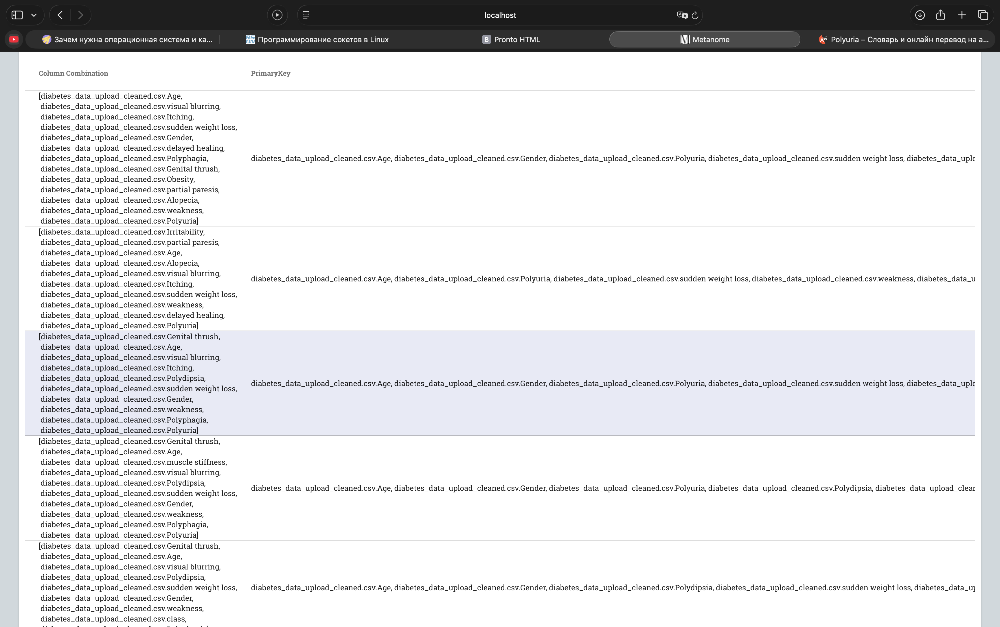 localhost
Зачем нужна операционная система и ка...
Программирование сокетов в Linux
B Pronto HTML
Metanome
Polyuria – Словарь и онлайн перевод на а...
Column Combination
PrimaryKey
[diabetes_data_upload_cleaned.csv.Age,
diabetes_data_upload_cleaned.csv.visual blurring,
diabetes_data_upload_cleaned.csv.Itching,
diabetes_data_upload_cleaned.csv.sudden weight loss,
diabetes_data_upload_cleaned.csv.Gender,
diabetes_data_upload_cleaned.csv.delayed healing,
diabetes_data_upload_cleaned.csv.Polyphagia,
diabetes_data_upload_cleaned.csv.Genital thrush,
diabetes_data_upload_cleaned.csv.Obesity,
diabetes_data_upload_cleaned.csv.partial paresis,
diabetes_data_upload_cleaned.csv.Alopecia,
diabetes_data_upload_cleaned.csv.weakness,
diabetes_data_upload_cleaned.csv.Polyuria]
diabetes_data_upload_cleaned.csv.Age, diabetes_data_upload_cleaned.csv.Gender, diabetes_data_upload_cleaned.csv.Polyuria, diabetes_data_upload_cleaned.csv.sudden weight loss, diabetes_data_uplo
[diabetes_data_upload_cleaned.csv.Irritability,
diabetes_data_upload_cleaned.csv.partial paresis,
diabetes_data_upload_cleaned.csv.Age,
diabetes_data_upload_cleaned.csv.Alopecia,
diabetes_data_upload_cleaned.csv.visual blurring,
diabetes_data_upload_cleaned.csv.Itching,
diabetes_data_upload_cleaned.csv.sudden weight loss,
diabetes_data_upload_cleaned.csv.weakness,
diabetes_data_upload_cleaned.csv.delayed healing,
diabetes_data_upload_cleaned.csv.Polyuria]
diabetes_data_upload_cleaned.csv.Age, diabetes_data_upload_cleaned.csv.Polyuria, diabetes_data_upload_cleaned.csv.sudden weight loss, diabetes_data_upload_cleaned.csv.weakness, diabetes_data_u
[diabetes_data_upload_cleaned.csv.Genital thrush,
diabetes_data_upload_cleaned.csv.Age,
diabetes_data_upload_cleaned.csv.visual blurring,
diabetes_data_upload_cleaned.csv.Itching,
diabetes_data_upload_cleaned.csv.Polydipsia,
diabetes_data_upload_cleaned.csv.sudden weight loss,
diabetes_data_upload_cleaned.csv.Gender,
diabetes_data_upload_cleaned.csv.weakness,
diabetes_data_upload_cleaned.csv.Polyphagia,
diabetes_data_upload_cleaned.csv.Polyuria]
diabetes_data_upload_cleaned.csv.Age, diabetes_data_upload_cleaned.csv.Gender, diabetes_data_upload_cleaned.csv.Polyuria, diabetes_data_upload_cleaned.csv.sudden weight loss, diabetes_data_uplo
[diabetes_data_upload_cleaned.csv.Genital thrush,
diabetes_data_upload_cleaned.csv.Age,
diabetes_data_upload_cleaned.csv.muscle stiffness,
diabetes_data_upload_cleaned.csv.visual blurring,
diabetes_data_upload_cleaned.csv.Polydipsia,
diabetes_data_upload_cleaned.csv.sudden weight loss,
diabetes_data_upload_cleaned.csv.Gender,
diabetes_data_upload_cleaned.csv.weakness,
diabetes_data_upload_cleaned.csv.Polyphagia,
diabetes_data_upload_cleaned.csv.Polyuria]
diabetes_data_upload_cleaned.csv.Age, diabetes_data_upload_cleaned.csv.Gender, diabetes_data_upload_cleaned.csv.Polyuria, diabetes_data_upload_cleaned.csv.Polydipsia, diabetes_data_upload_clean
[diabetes_data_upload_cleaned.csv.Genital thrush,
diabetes_data_upload_cleaned.csv.Age,
diabetes_data_upload_cleaned.csv.visual blurring,
diabetes_data_upload_cleaned.csv.Polydipsia,
diabetes_data_upload_cleaned.csv.sudden weight loss,
diabetes_data_upload_cleaned.csv.Gender,
diabetes_data_upload_cleaned.csv.weakness,
diabetes_data_upload_cleaned.csv.class,
diabetes_data_upload_cleaned.csv.Age, diabetes_data_upload_cleaned.csv.Gender, diabetes_data_upload_cleaned.csv.Polydipsia, diabetes_data_upload_cleaned.csv.sudden weight loss, diabetes_data_up